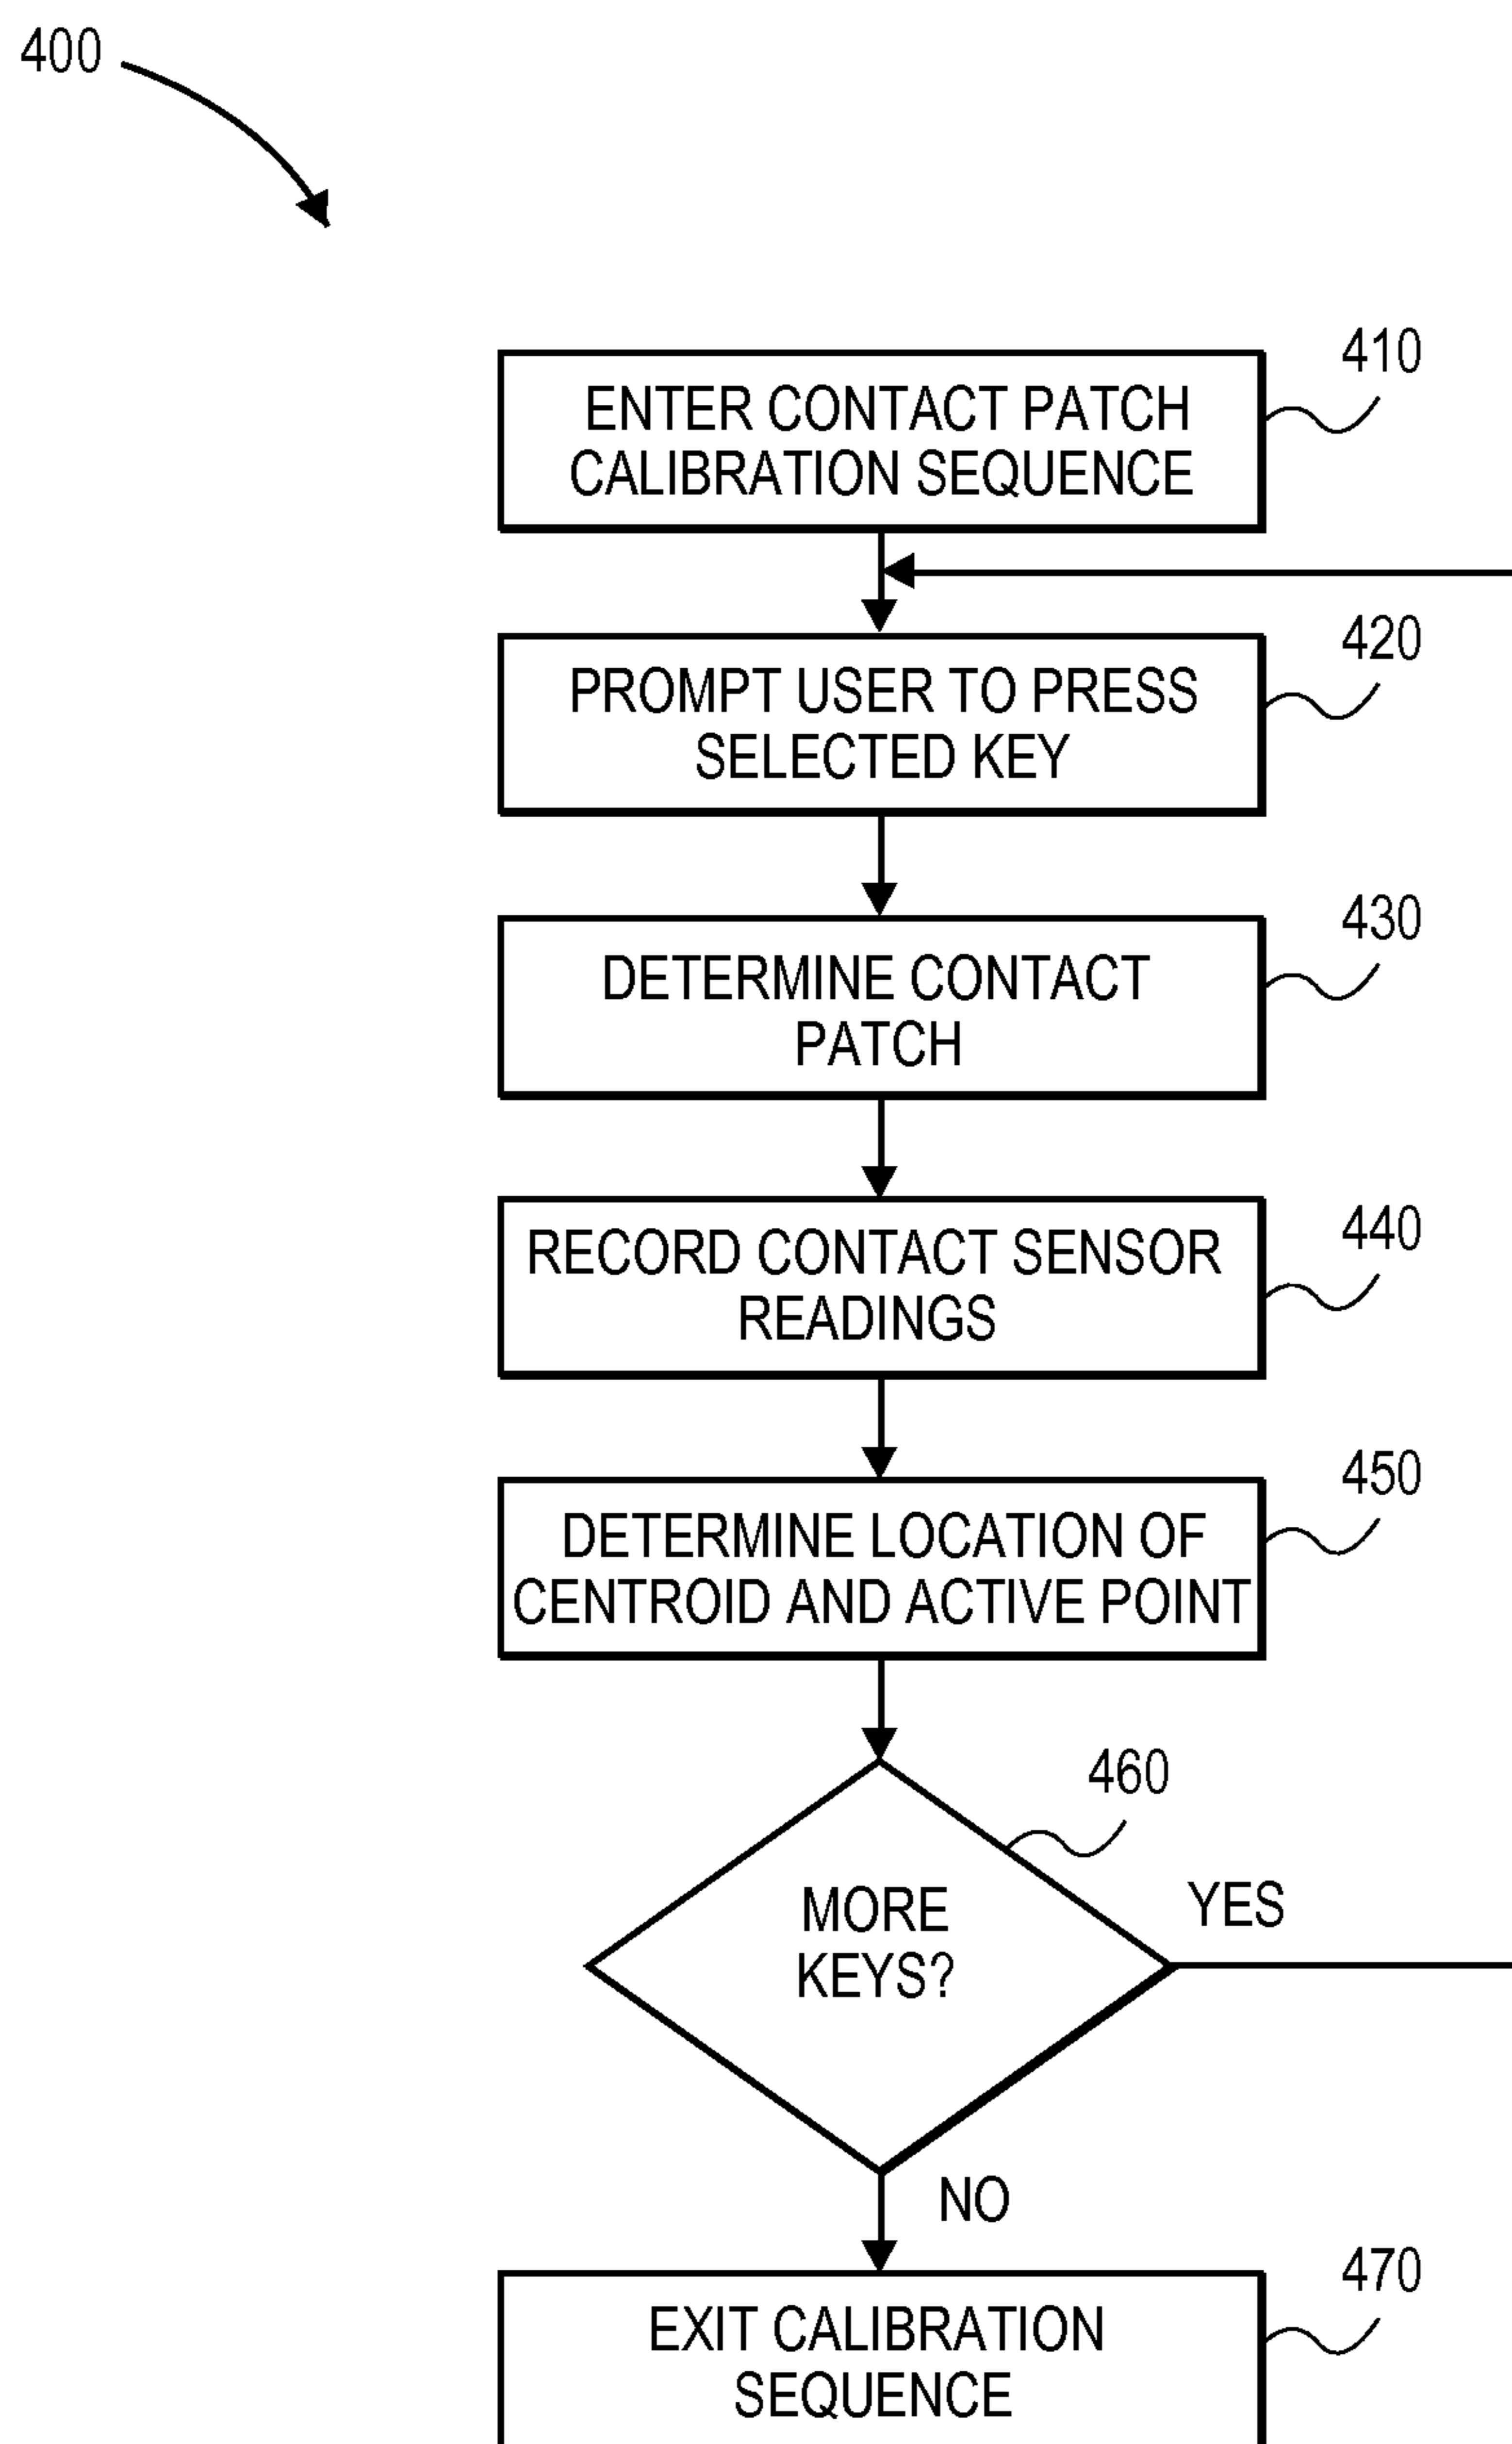 400
410
ENTER CONTACT PATCH
CALIBRATION SEQUENCE
420
PROMPT USER TO PRESS
SELECTED KEY
430
DETERMINE CONTACT
PATCH
440
RECORD CONTACT SENSOR
READINGS
450
DETERMINE LOCATION OF
CENTROID AND ACTIVE POINT
460
MORE
KEYS?
YES
NO
470
EXIT CALIBRATION
SEQUENCE